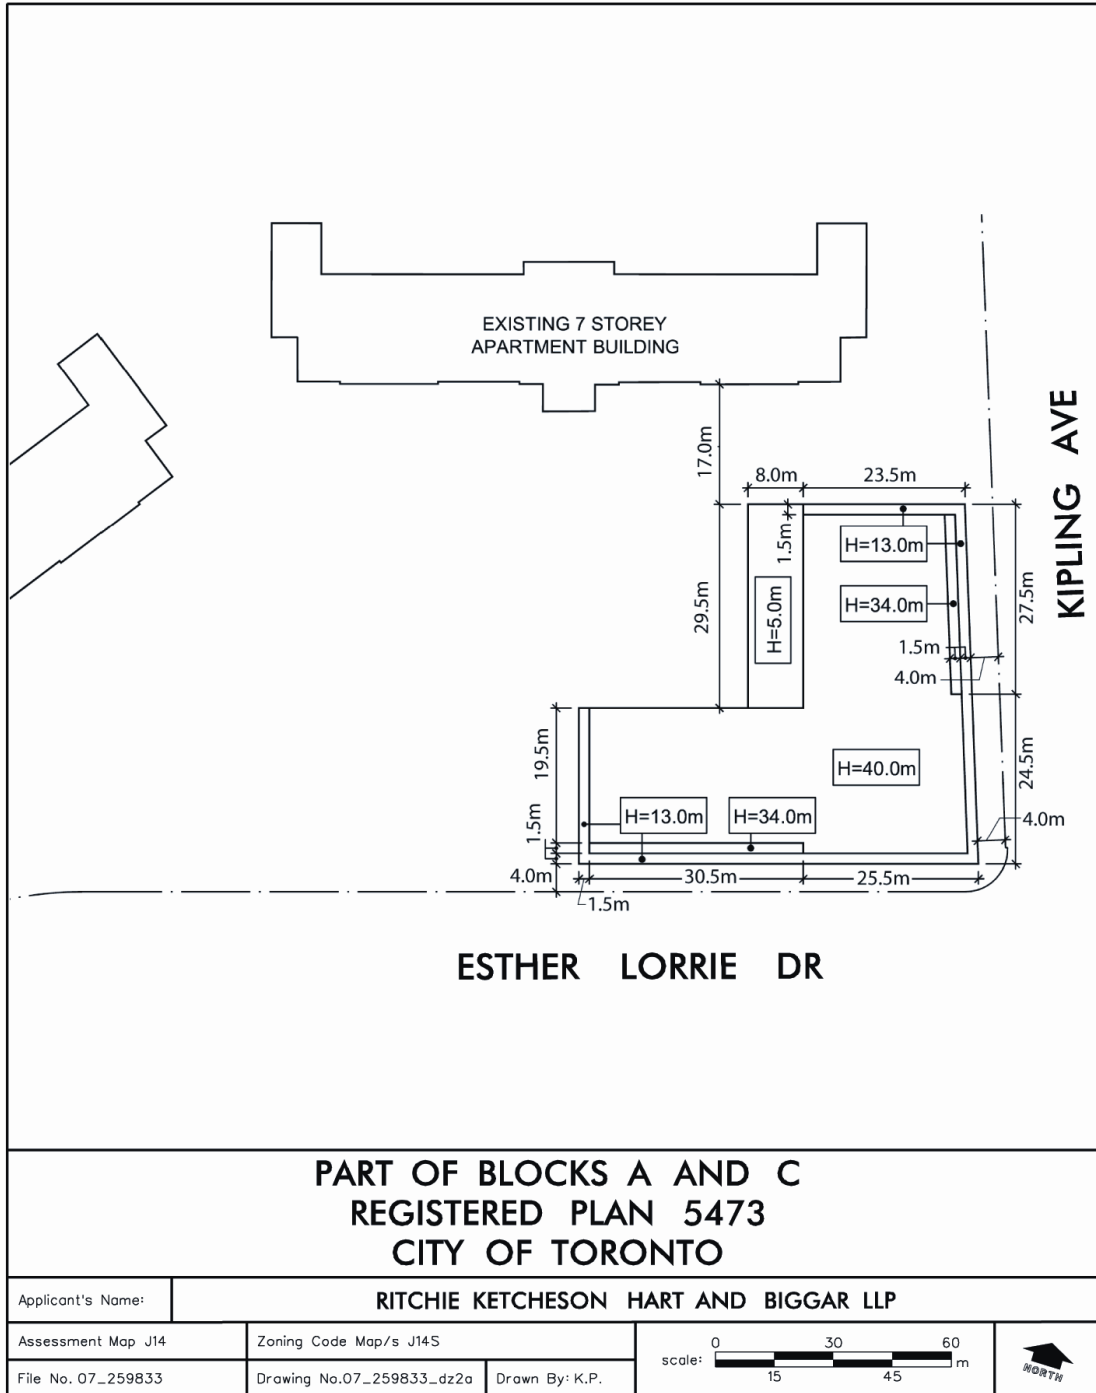 EXISTING 7 STOREY
APARTMENT BUILDING
KIPLING AVE
17.0m
8.0m
23.5m
1.5m
H=13.0m
H=5.0m
H=34.0m
29.5m
27.5m
1.5m
4.0m
19.5m
H=40.0m
24.5m
1.5m
H=13.0m
H=34.0m
4.0m
4.0m
30.5m
25.5m
1.5m
ESTHER LORRIE DR
PART OF BLOCKS A AND C
REGISTERED PLAN 5473
CITY OF TORONTO
Applicant's Name:
RITCHIE KETCHESON HART AND BIGGAR LLP
Assessment Map J14
Zoning Code Map/s J14S
File No. 07_259833
Drawing No.07_259833_dz2a
Drawn By: K.P.
scale:
0 30 60
m
15 45
NORTH